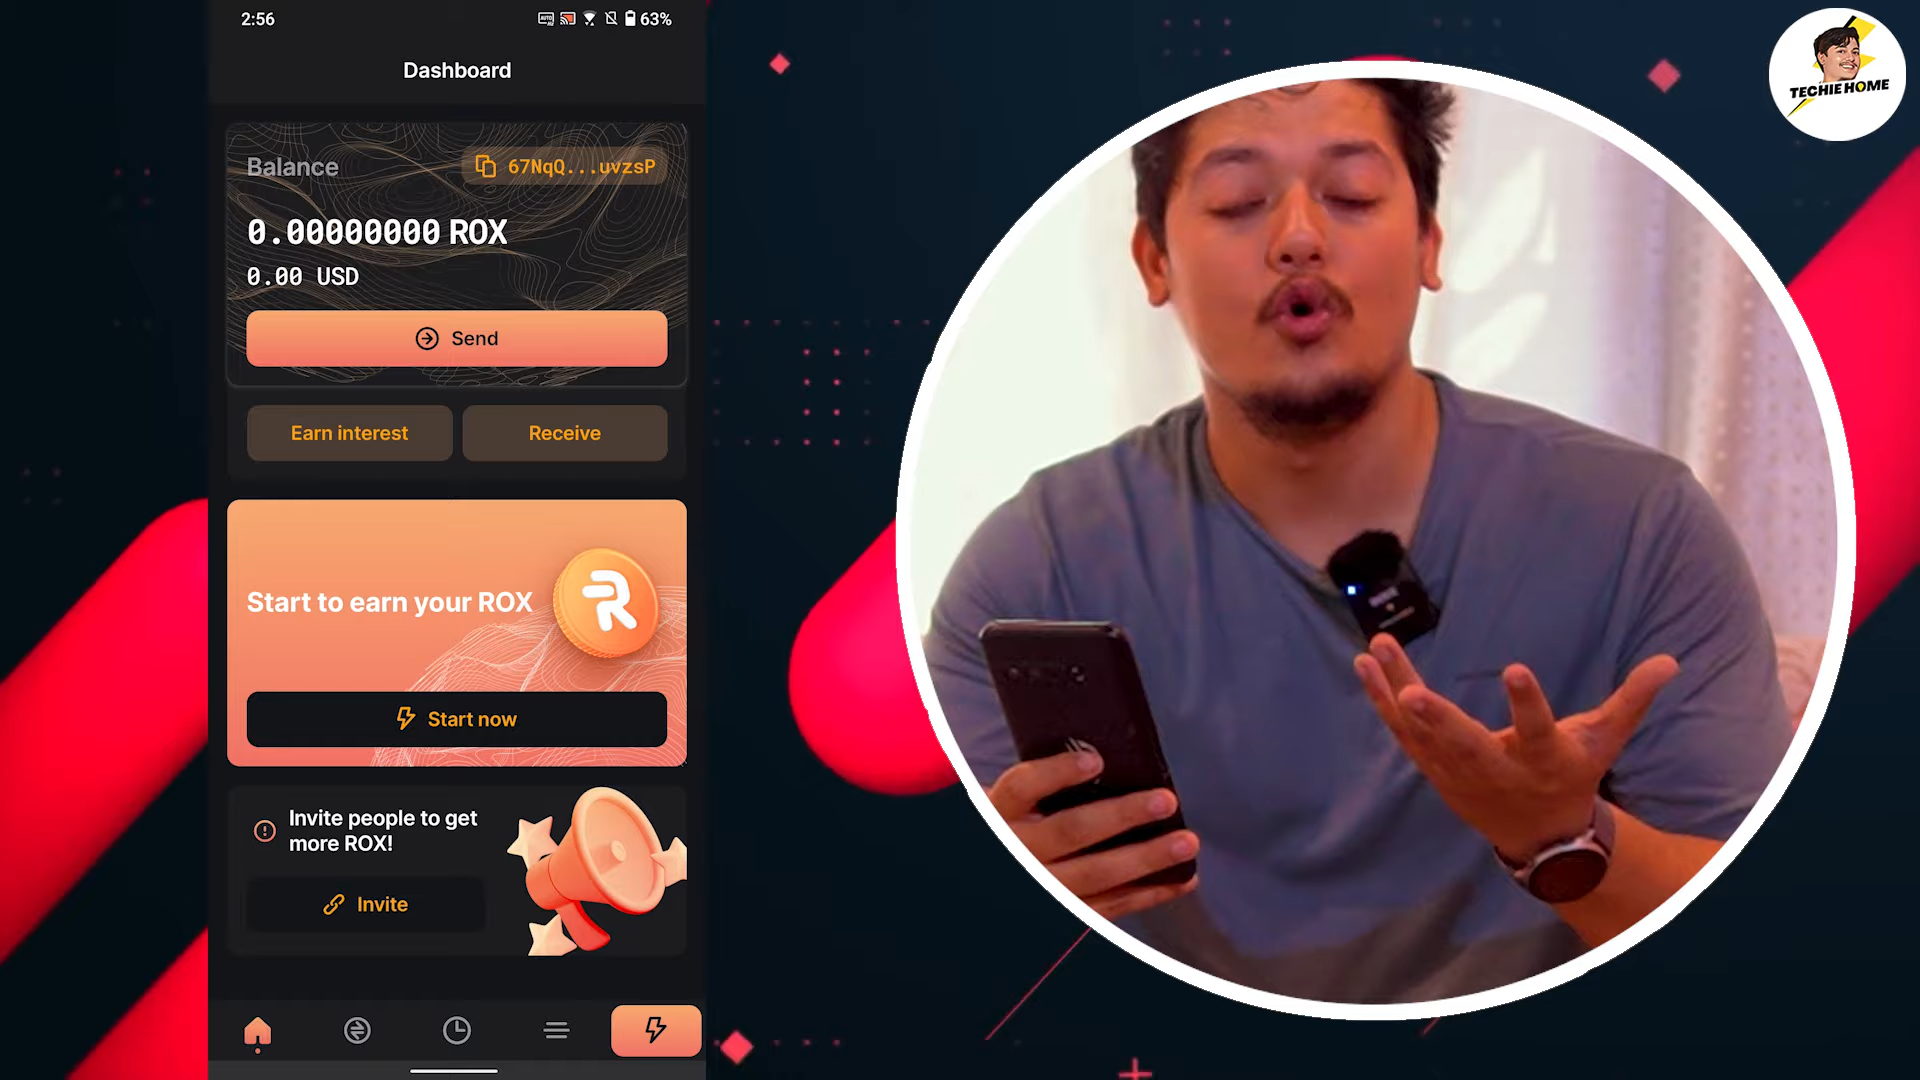 2:56
63%
Dashboard
Balance
67NqQ...uvzsP
0.00000000 ROX
0.00 USD
Send
Earn interest
Receive
Start to earn your ROX
Start now
Invite people to get
more ROX!
Invite
TECHIE HOME